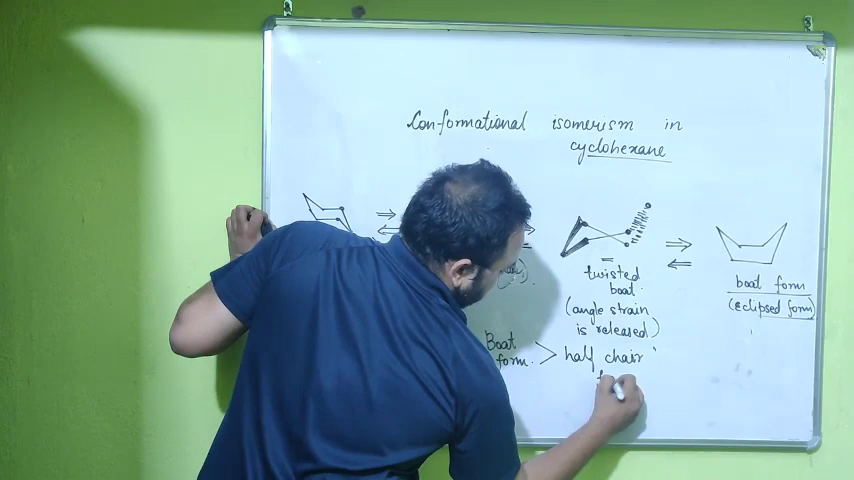 Conformational isomerism in
cyclohexane
twisted
boat.
(angle strain
is released)
boat form
(eclipsed form)
Boat
form. > half chair